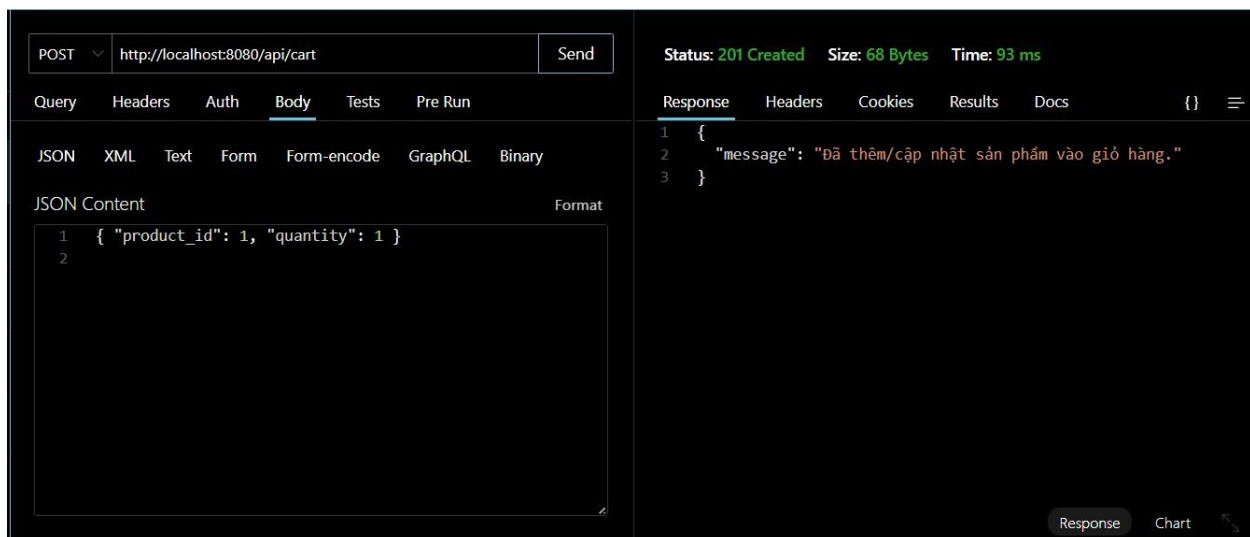 POST http://localhost:8080/api/cart Send
Query Headers Auth Body Tests Pre Run
JSON XML Text Form Form-encode GraphQL Binary
JSON Content Format
1 { "product_id": 1, "quantity": 1 }
2
Status: 201 Created Size: 68 Bytes Time: 93 ms
Response Headers Cookies Results Docs {}
1 {
2 "message": "Đã thêm/cập nhật sản phẩm vào giỏ hàng."
3 }
Response Chart